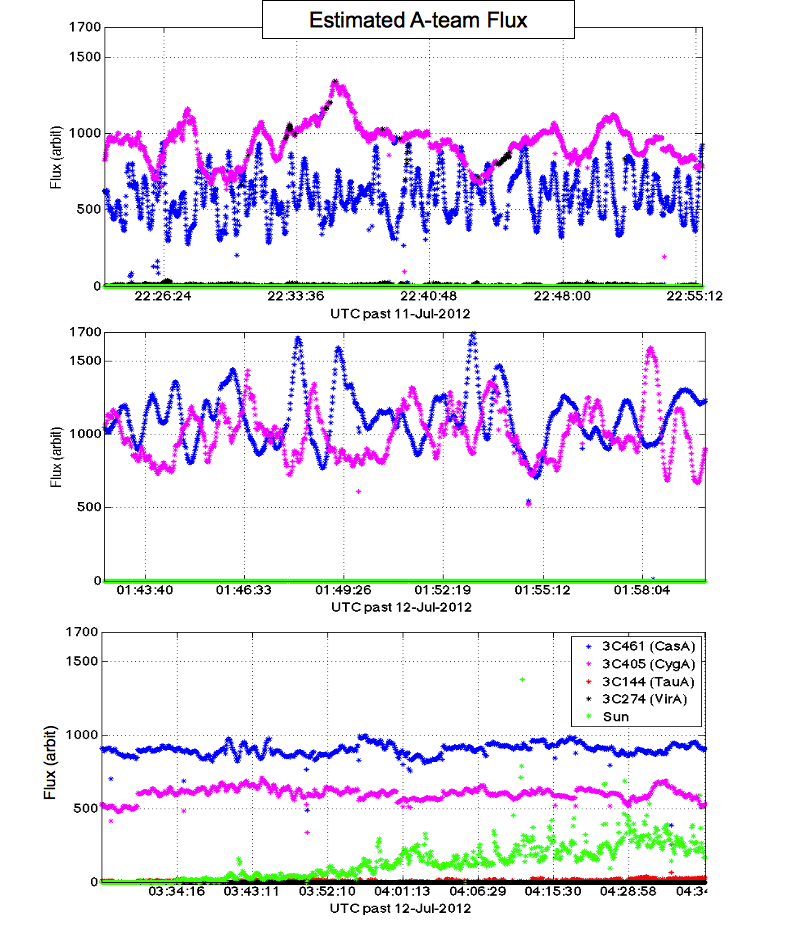 Estimated A-team Flux
1700
1500
1000
500
0
Flux (arbit)
22:26:24 22:33:36 22:40:48 22:48:00 22:55:12
UTC past 11-Jul-2012
1700
1500
1000
500
0
Flux (arbit)
01:43:40 01:46:33 01:49:26 01:52:19 01:55:12 01:58:04
UTC past 12-Jul-2012
1700
1500
1000
500
0
Flux (arbit)
3C461 (CasA)
3C405 (CygA)
3C144 (TauA)
3C274 (VirA)
Sun
03:34:16 03:43:11 03:52:10 04:01:13 04:06:29 04:15:30 04:28:58 04:34
UTC past 12-Jul-2012